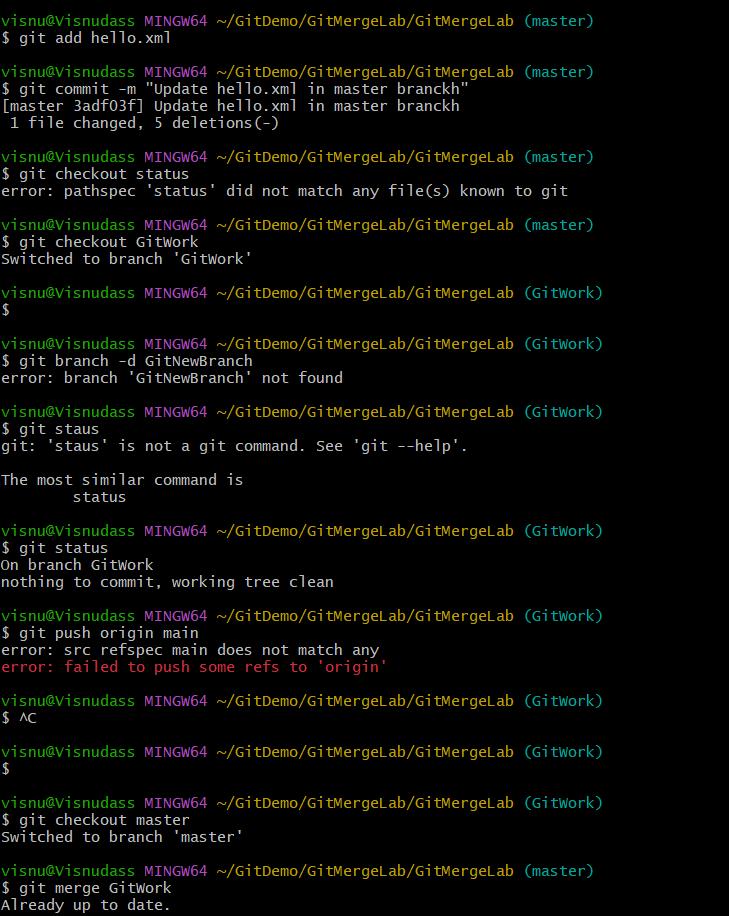 visnu@Visnudass MINGW64 ~/GitDemo/GitMergeLab/GitMergeLab (master)
$ git add hello.xml
visnu@Visnudass MINGW64 ~/GitDemo/GitMergeLab/GitMergeLab (master)
$ git commit -m "Update hello.xml in master branckh"
[master 3adf03f] Update hello.xml in master branckh
 1 file changed, 5 deletions(-)
visnu@Visnudass MINGW64 ~/GitDemo/GitMergeLab/GitMergeLab (master)
$ git checkout status
error: pathspec 'status' did not match any file(s) known to git
visnu@Visnudass MINGW64 ~/GitDemo/GitMergeLab/GitMergeLab (master)
$ git checkout GitWork
Switched to branch 'GitWork'
visnu@Visnudass MINGW64 ~/GitDemo/GitMergeLab/GitMergeLab (GitWork)
$
visnu@Visnudass MINGW64 ~/GitDemo/GitMergeLab/GitMergeLab (GitWork)
$ git branch -d GitNewBranch
error: branch 'GitNewBranch' not found
visnu@Visnudass MINGW64 ~/GitDemo/GitMergeLab/GitMergeLab (GitWork)
$ git staus
git: 'staus' is not a git command. See 'git --help'.
The most similar command is
        status
visnu@Visnudass MINGW64 ~/GitDemo/GitMergeLab/GitMergeLab (GitWork)
$ git status
On branch GitWork
nothing to commit, working tree clean
visnu@Visnudass MINGW64 ~/GitDemo/GitMergeLab/GitMergeLab (GitWork)
$ git push origin main
error: src refspec main does not match any
error: failed to push some refs to 'origin'
visnu@Visnudass MINGW64 ~/GitDemo/GitMergeLab/GitMergeLab (GitWork)
$ ^C
visnu@Visnudass MINGW64 ~/GitDemo/GitMergeLab/GitMergeLab (GitWork)
$
visnu@Visnudass MINGW64 ~/GitDemo/GitMergeLab/GitMergeLab (GitWork)
$ git checkout master
Switched to branch 'master'
visnu@Visnudass MINGW64 ~/GitDemo/GitMergeLab/GitMergeLab (master)
$ git merge GitWork
Already up to date.